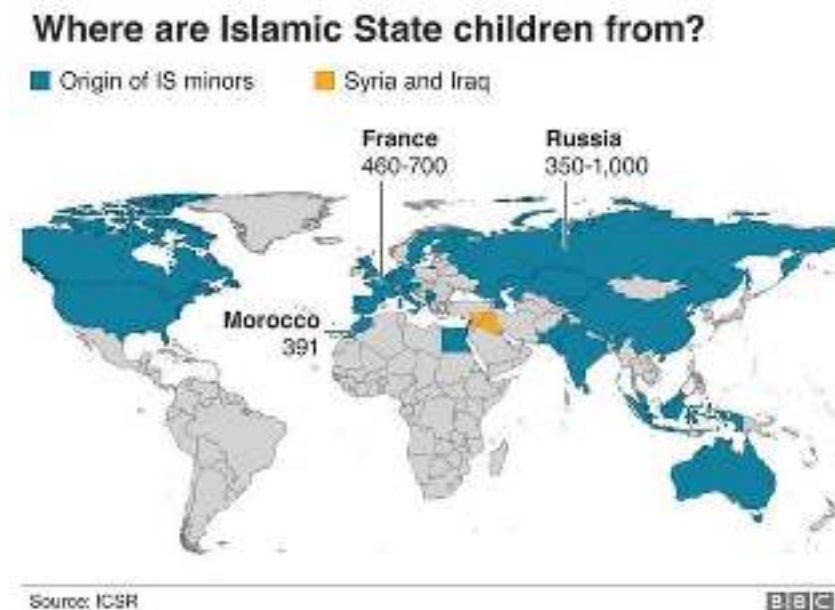 Where are Islamic State children from?
Origin of IS minors
Syria and Iraq
France
460-700
Russia
350-1,000
Morocco
391
Source: ICSR
BBC